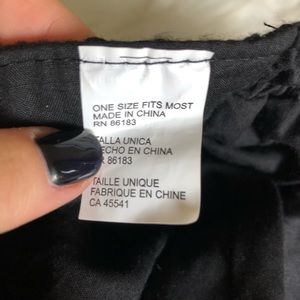 ONE SIZE FITS MOST
MADE IN CHINA
RN 86183
TALLA UNICA
ECHO EN CHINA
RN 86183
TAILLE UNIQUE
FABRIQUE EN CHINE
CA 45541